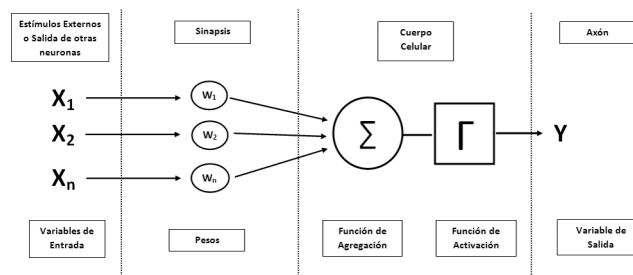 Estímulos Externos
o Salida de otras
neuronas
Sinapsis
Cuerpo
Celular
Axón
X1
W1
X2
W2
Σ
Γ
Y
Xn
Wn
Variables de
Entrada
Pesos
Función de
Agregación
Función de
Activación
Variable de
Salida